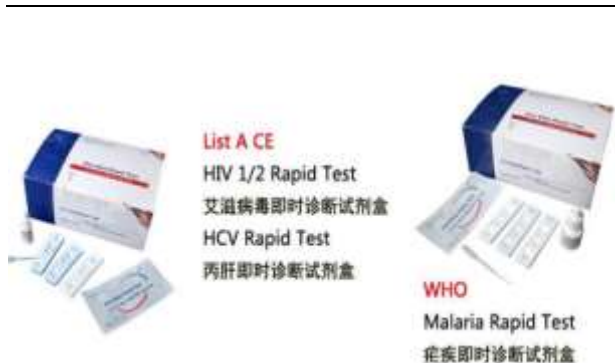 List A CE
HIV 1/2 Rapid Test
艾滋病毒即时诊断试剂盒
HCV Rapid Test
丙肝即时诊断试剂盒
WHO
Malaria Rapid Test
疟疾即时诊断试剂盒